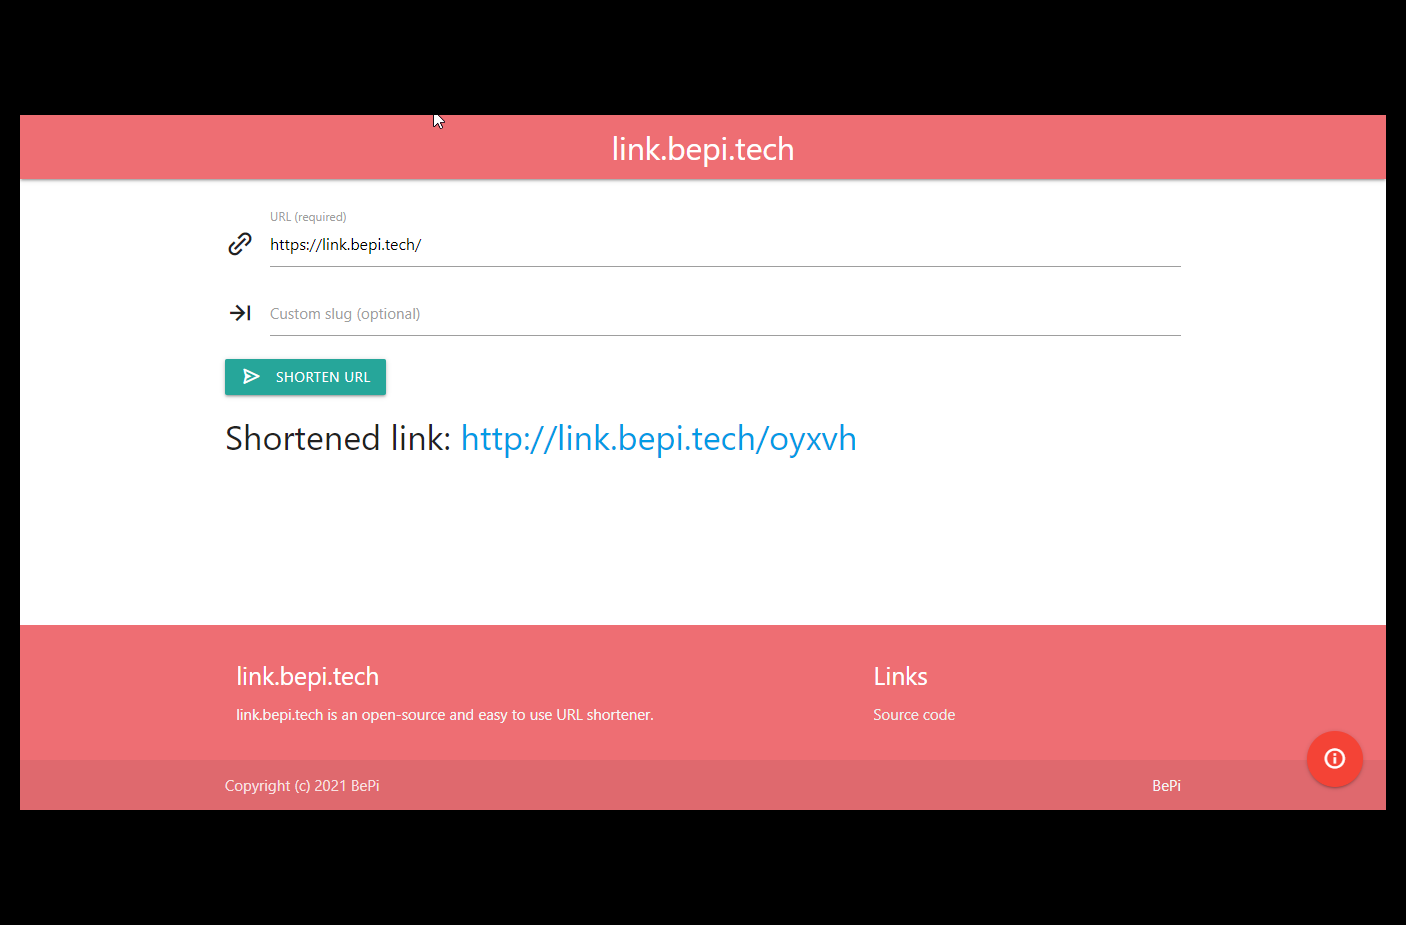 link.bepi.tech
URL (required)
https://link.bepi.tech/
Custom slug (optional)
SHORTEN URL
Shortened link: http://link.bepi.tech/oyxvh
link.bepi.tech
link.bepi.tech is an open-source and easy to use URL shortener.
Links
Source code
Copyright (c) 2021 BePi
BePi